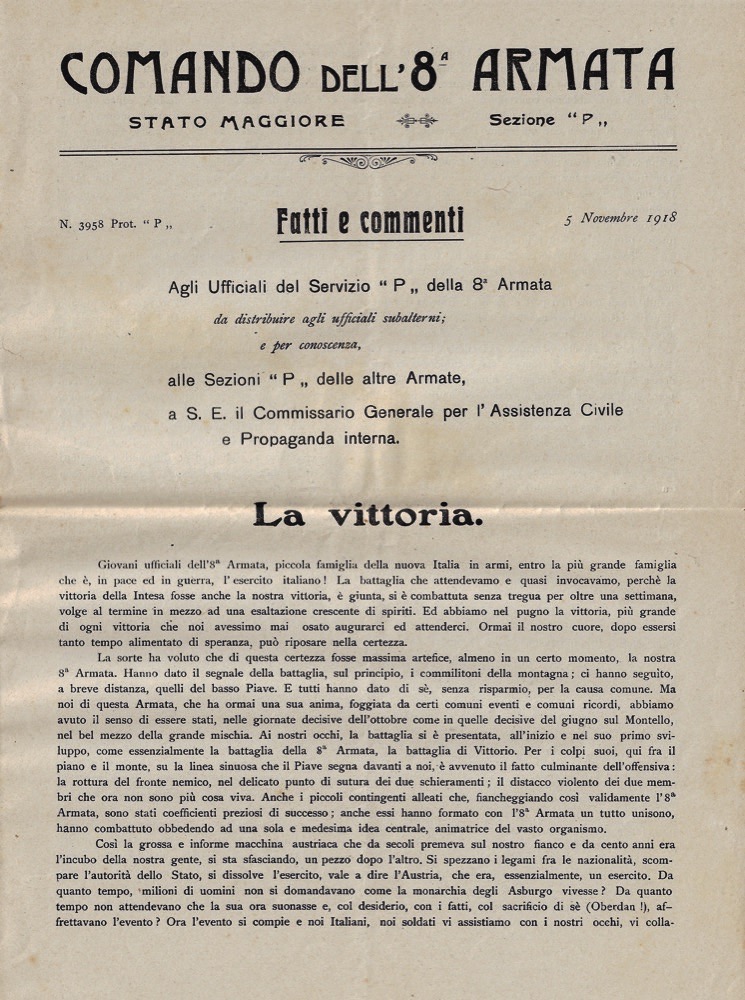 COMANDO DELL'8ᴬ ARMATA
STATO MAGGIORE Sezione “ P „
N. 3958 Prot. “ P „ Fatti e commenti 5 Novembre 1918
Agli Ufficiali del Servizio “ P „ della 8ª Armata
da distribuire agli ufficiali subalterni;
e per conoscenza,
alle Sezioni “ P „ delle altre Armate,
a S. E. il Commissario Generale per l'Assistenza Civile
e Propaganda interna.
La vittoria.
Giovani ufficiali dell'8ª Armata, piccola famiglia della nuova Italia in armi, entro la più grande famiglia
che è, in pace ed in guerra, l'esercito italiano! La battaglia che attendevamo e quasi invocavamo, perchè la
vittoria della Intesa fosse anche la nostra vittoria, è giunta, si è combattuta senza tregua per oltre una settimana,
volge al termine in mezzo ad una esaltazione crescente di spiriti. Ed abbiamo nel pugno la vittoria, più grande
di ogni vittoria che noi avessimo mai osato augurarci ed attenderci. Ormai il nostro cuore, dopo essersi
tanto tempo alimentato di speranza, può riposare nella certezza.
La sorte ha voluto che di questa certezza fosse massima artefice, almeno in un certo momento, la nostra
8ª Armata. Hanno dato il segnale della battaglia, sul principio, i commilitoni della montagna; ci hanno seguito,
a breve distanza, quelli del basso Piave. E tutti hanno dato di sè, senza risparmio, per la causa comune. Ma
noi di questa Armata, che ha ormai una sua anima, foggiata da certi comuni eventi e comuni ricordi, abbiamo
avuto il senso di essere stati, nelle giornate decisive dell'ottobre come in quelle decisive del giugno sul Montello,
nel bel mezzo della grande mischia. Ai nostri occhi, la battaglia si è presentata, all'inizio e nel suo primo svi-
luppo, come essenzialmente la battaglia della 8ª Armata, la battaglia di Vittorio. Per i colpi suoi, qui fra il
piano e il monte, su la linea sinuosa che il Piave segna davanti a noi, è avvenuto il fatto culminante dell'offensiva:
la rottura del fronte nemico, nel delicato punto di sutura dei due schieramenti; il distacco violento dei due mem-
bri che ora non sono più cosa viva. Anche i piccoli contingenti alleati che, fiancheggiando così validamente l'8ª
Armata, sono stati coefficienti preziosi di successo; anche essi hanno formato con l'8ª Armata un tutto unisono,
hanno combattuto obbedendo ad una sola e medesima idea centrale, animatrice del vasto organismo.
Così la grossa e informe macchina austriaca che da secoli premeva sul nostro fianco e da cento anni era
l'incubo della nostra gente, si sta sfasciando, un pezzo dopo l'altro. Si spezzano i legami fra le nazionalità, scom-
pare l'autorità dello Stato, si dissolve l'esercito, vale a dire l'Austria, che era, essenzialmente, un esercito. Da
quanto tempo, milioni di uomini non si domandavano come la monarchia degli Asburgo vivesse? Da quanto
tempo non attendevano che la sua ora suonasse e, col desiderio, con i fatti, col sacrificio di sè (Oberdan !), af-
frettavano l'evento? Ora l'evento si compie e noi Italiani, noi soldati vi assistiamo con i nostri occhi, vi colla-